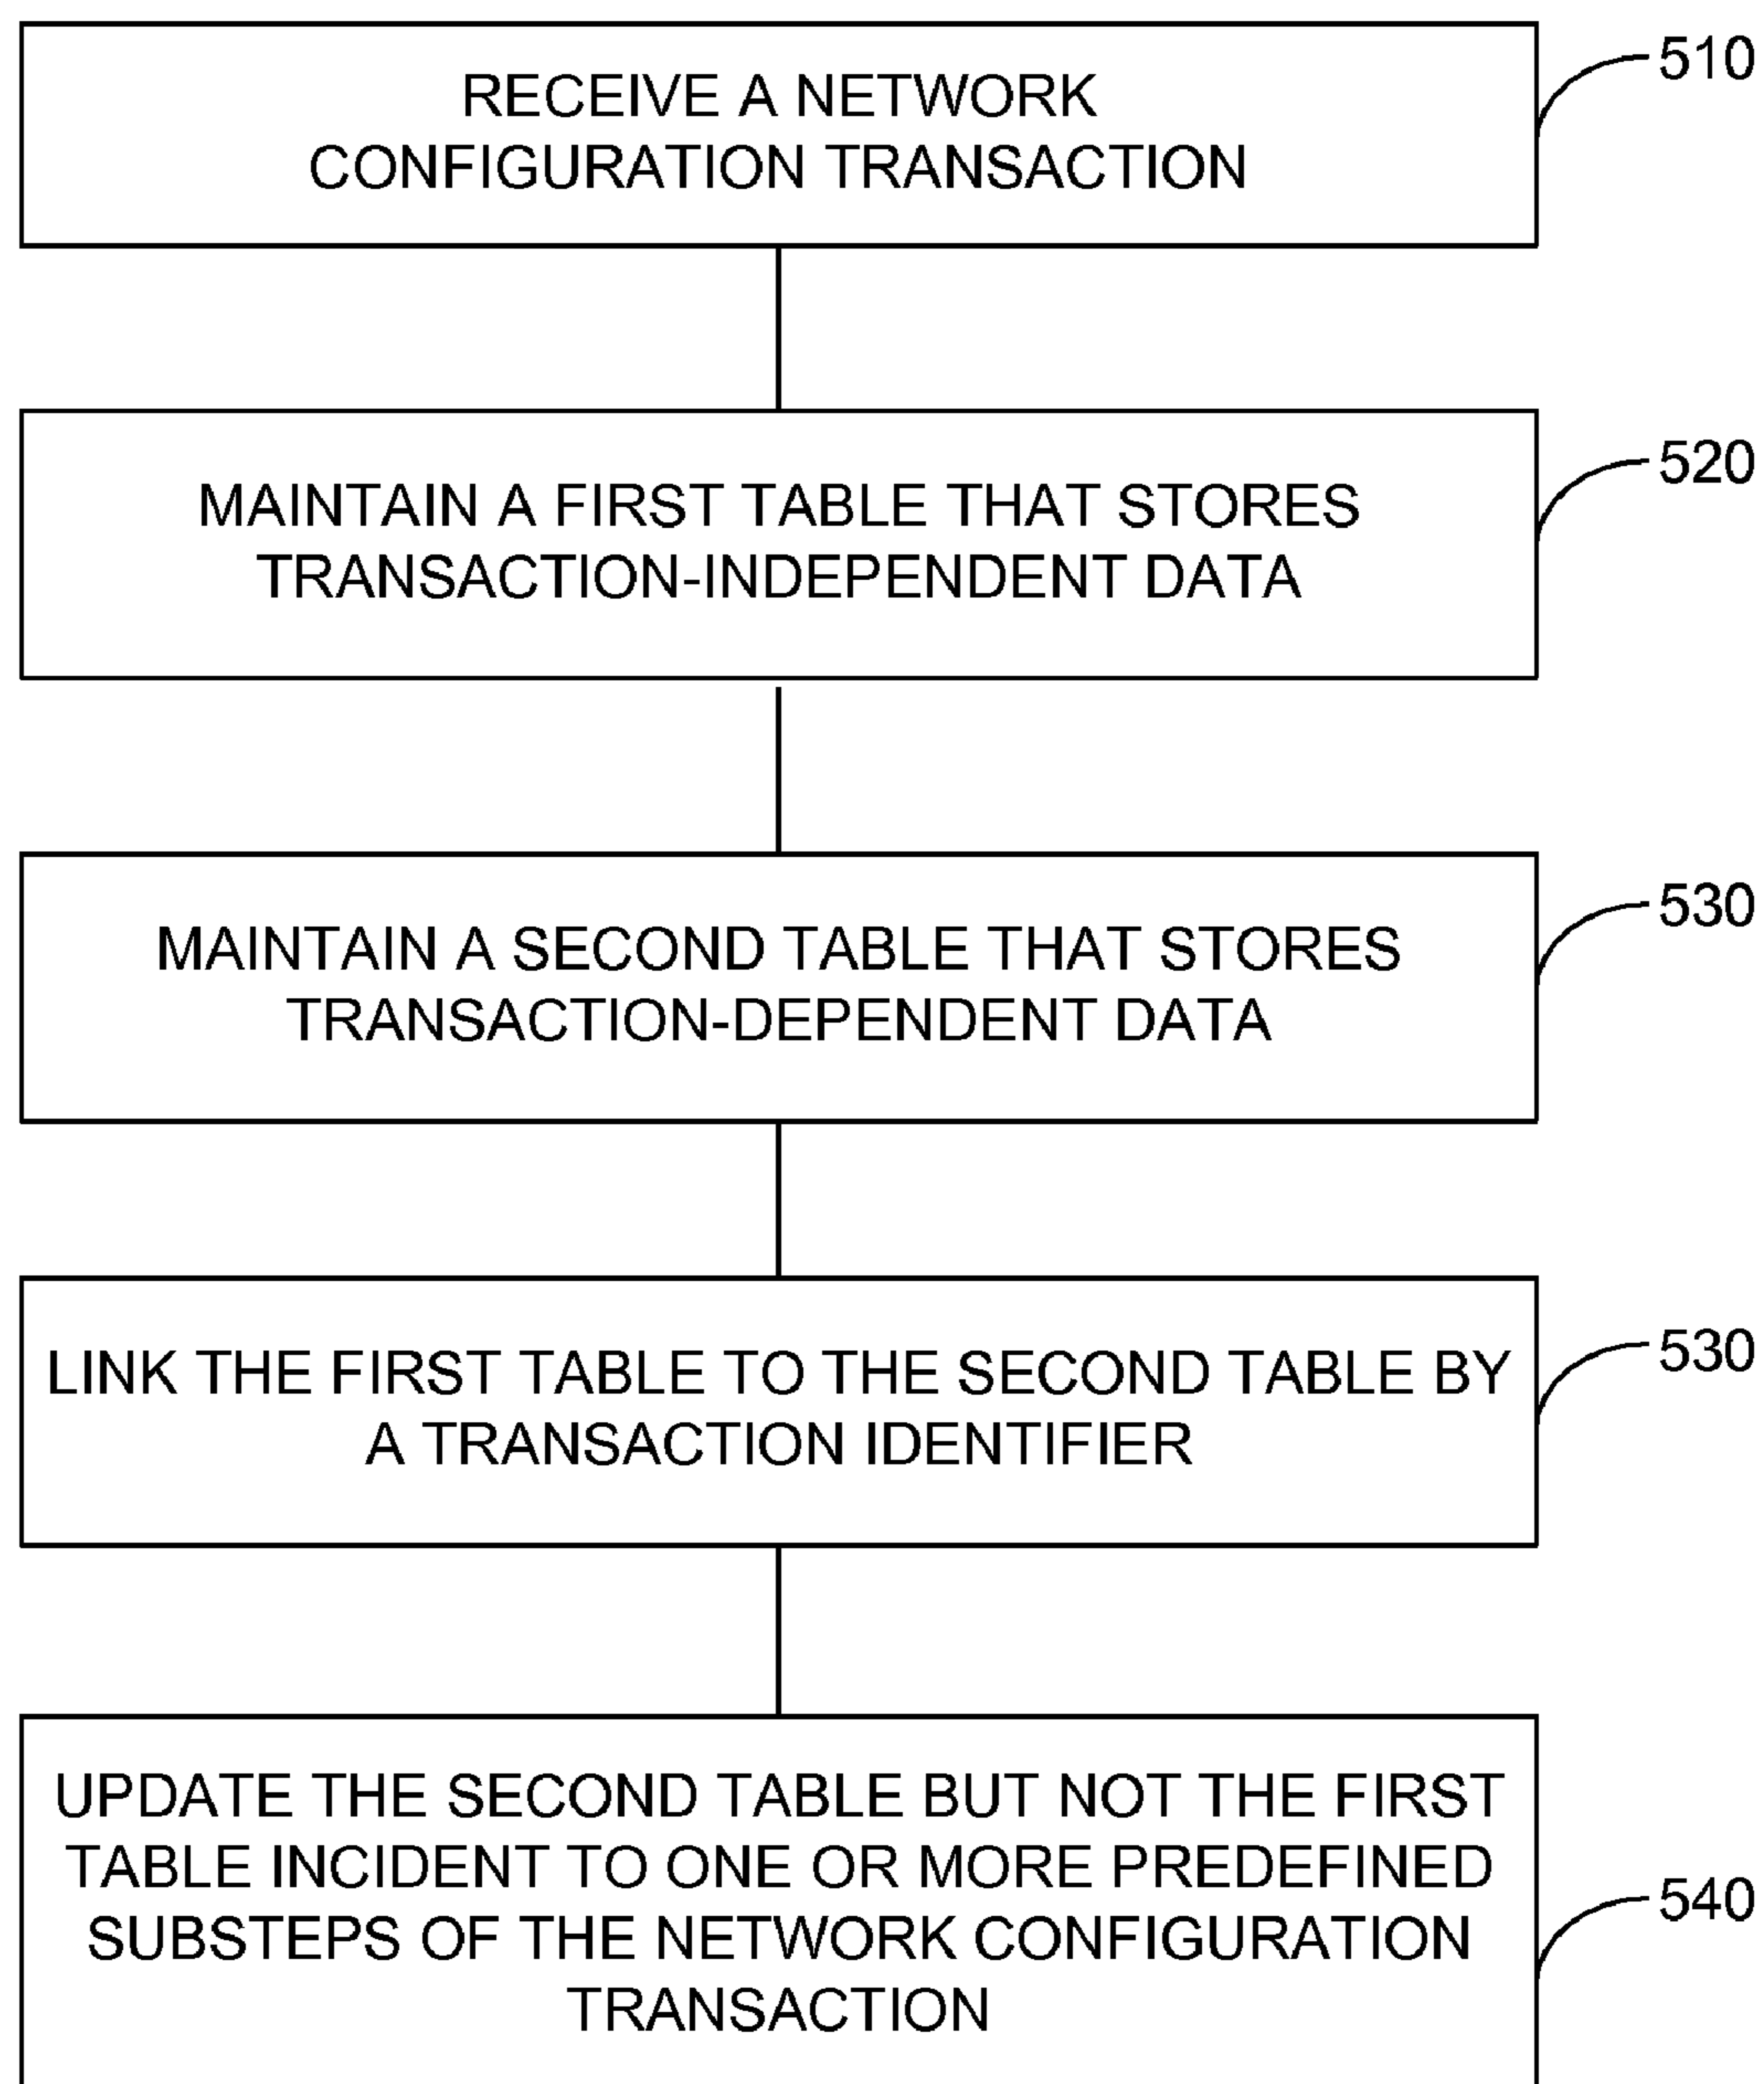 RECEIVE A NETWORK
CONFIGURATION TRANSACTION
510
MAINTAIN A FIRST TABLE THAT STORES
TRANSACTION-INDEPENDENT DATA
520
MAINTAIN A SECOND TABLE THAT STORES
TRANSACTION-DEPENDENT DATA
530
LINK THE FIRST TABLE TO THE SECOND TABLE BY
A TRANSACTION IDENTIFIER
530
UPDATE THE SECOND TABLE BUT NOT THE FIRST
TABLE INCIDENT TO ONE OR MORE PREDEFINED
SUBSTEPS OF THE NETWORK CONFIGURATION
TRANSACTION
540